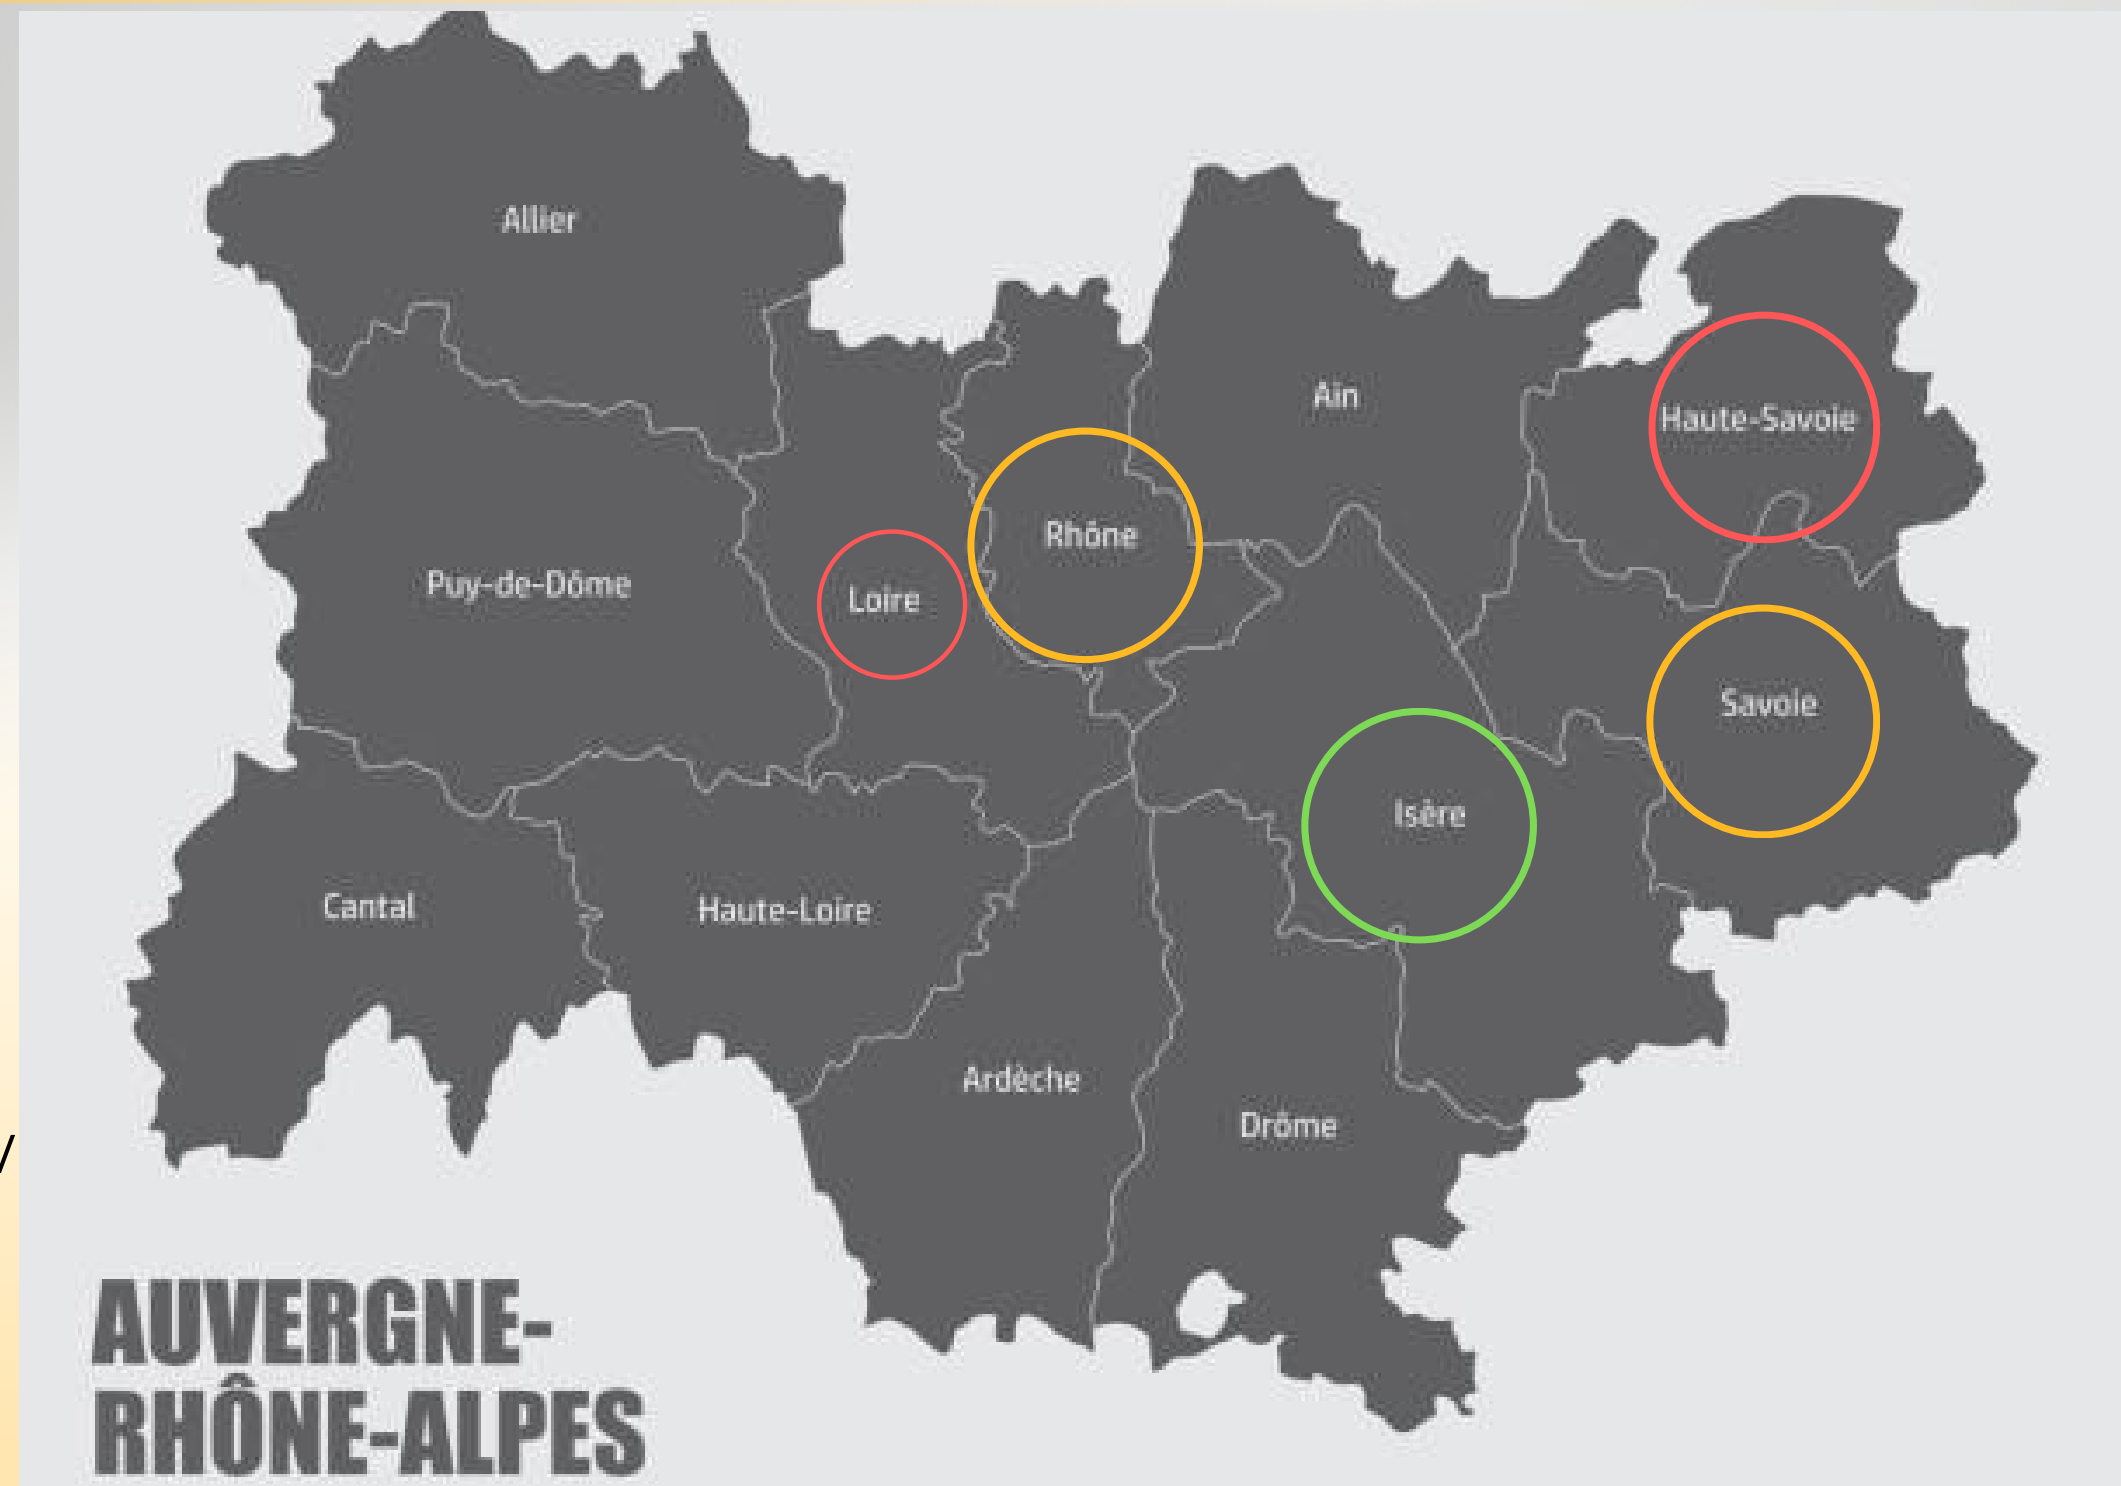 Allier
Ain
Haute-Savoie
Rhône
Puy-de-Dôme
Loire
Savoie
Isère
Cantal
Haute-Loire
Ardèche
Drôme
/
AUVERGNE-
RHÔNE-ALPES